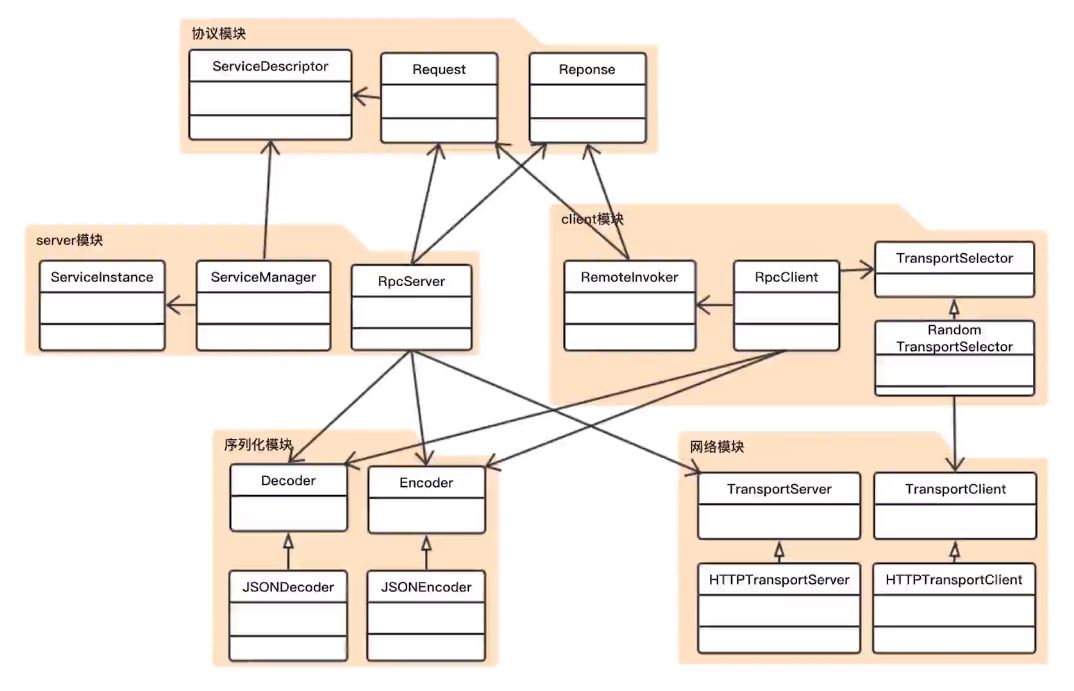 协议模块
ServiceDescriptor
Request
Reponse
server模块
ServiceInstance
ServiceManager
RpcServer
client模块
RemoteInvoker
RpcClient
TransportSelector
Random
TransportSelector
序列化模块
Decoder
Encoder
JSONDecoder
JSONEncoder
网络模块
TransportServer
TransportClient
HTTPTransportServer
HTTPTransportClient